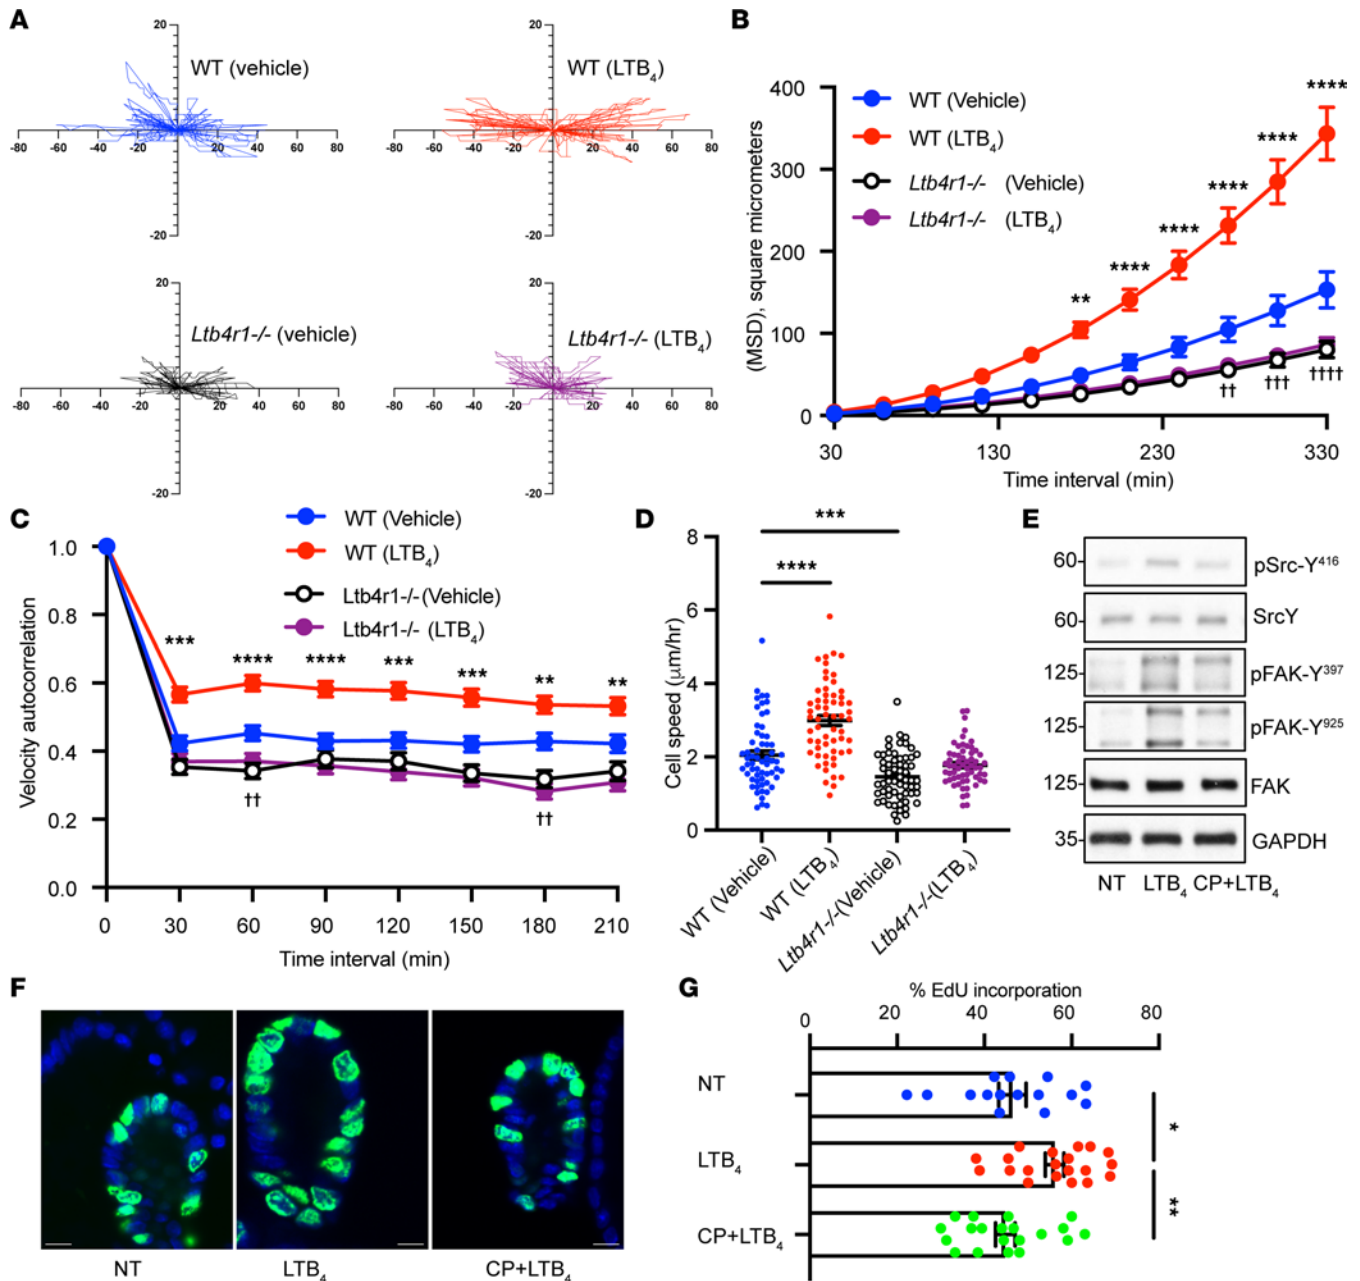 A
20
WT (vehicle)
-80 -60 -40 -20 0 20 40 60 80
-20
20
WT (LTB4)
-80 -60 -40 -20 0 20 40 60 80
-20
20
Ltb4r1-/- (vehicle)
-80 -60 -40 -20 0 20 40 60 80
-20
20
Ltb4r1-/- (LTB4)
-80 -60 -40 -20 0 20 40 60 80
-20
B
WT (Vehicle)
WT (LTB4)
Ltb4r1-/- (Vehicle)
Ltb4r1-/- (LTB4)
(MSD), square micrometers
400
300
200
100
0
** **** **** **** **** ****
†† ††† ††††
30 130 230 330
Time interval (min)
C
WT (Vehicle)
WT (LTB4)
Ltb4r1-/-(Vehicle)
Ltb4r1-/- (LTB4)
Velocity autocorrelation
1.0
0.8
0.6
0.4
0.2
0.0
*** **** **** *** *** ** **
†† ††
0 30 60 90 120 150 180 210
Time interval (min)
D
Cell speed (μm/hr)
8
6
4
2
0
***
****
WT (Vehicle)
WT (LTB4)
Ltb4r1-/-(Vehicle)
Ltb4r1-/-(LTB4)
E
60- pSrc-Y416
60- SrcY
125- pFAK-Y397
125- pFAK-Y925
125- FAK
35- GAPDH
NT LTB4 CP+LTB4
F
NT LTB4 CP+LTB4
G
% EdU incorporation
0 20 40 60 80
NT
LTB4
CP+LTB4
*
**